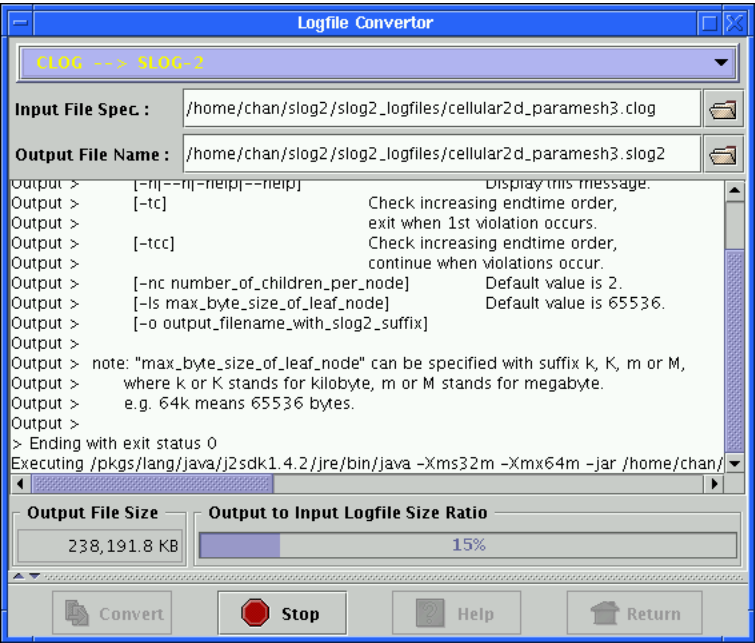 Logfile Convertor
CLOG --> SLOG-2
Input File Spec. :
/home/chan/slog2/slog2_logfiles/cellular2d_paramesh3.clog
Output File Name :
/home/chan/slog2/slog2_logfiles/cellular2d_paramesh3.slog2
Output > [-h|--h|-help|--help] Display this message.
Output > [-tc] Check increasing endtime order,
Output > exit when 1st violation occurs.
Output > [-tcc] Check increasing endtime order,
Output > continue when violations occur.
Output > [-nc number_of_children_per_node] Default value is 2.
Output > [-ls max_byte_size_of_leaf_node] Default value is 65536.
Output > [-o output_filename_with_slog2_suffix]
Output >
Output > note: "max_byte_size_of_leaf_node" can be specified with suffix k, K, m or M,
Output > where k or K stands for kilobyte, m or M stands for megabyte.
Output > e.g. 64k means 65536 bytes.
Output >
> Ending with exit status 0
Executing /pkgs/lang/java/j2sdk1.4.2/jre/bin/java -Xms32m -Xmx64m -jar /home/chan/
Output File Size
Output to Input Logfile Size Ratio
238,191.8 KB
15%
Convert
Stop
Help
Return